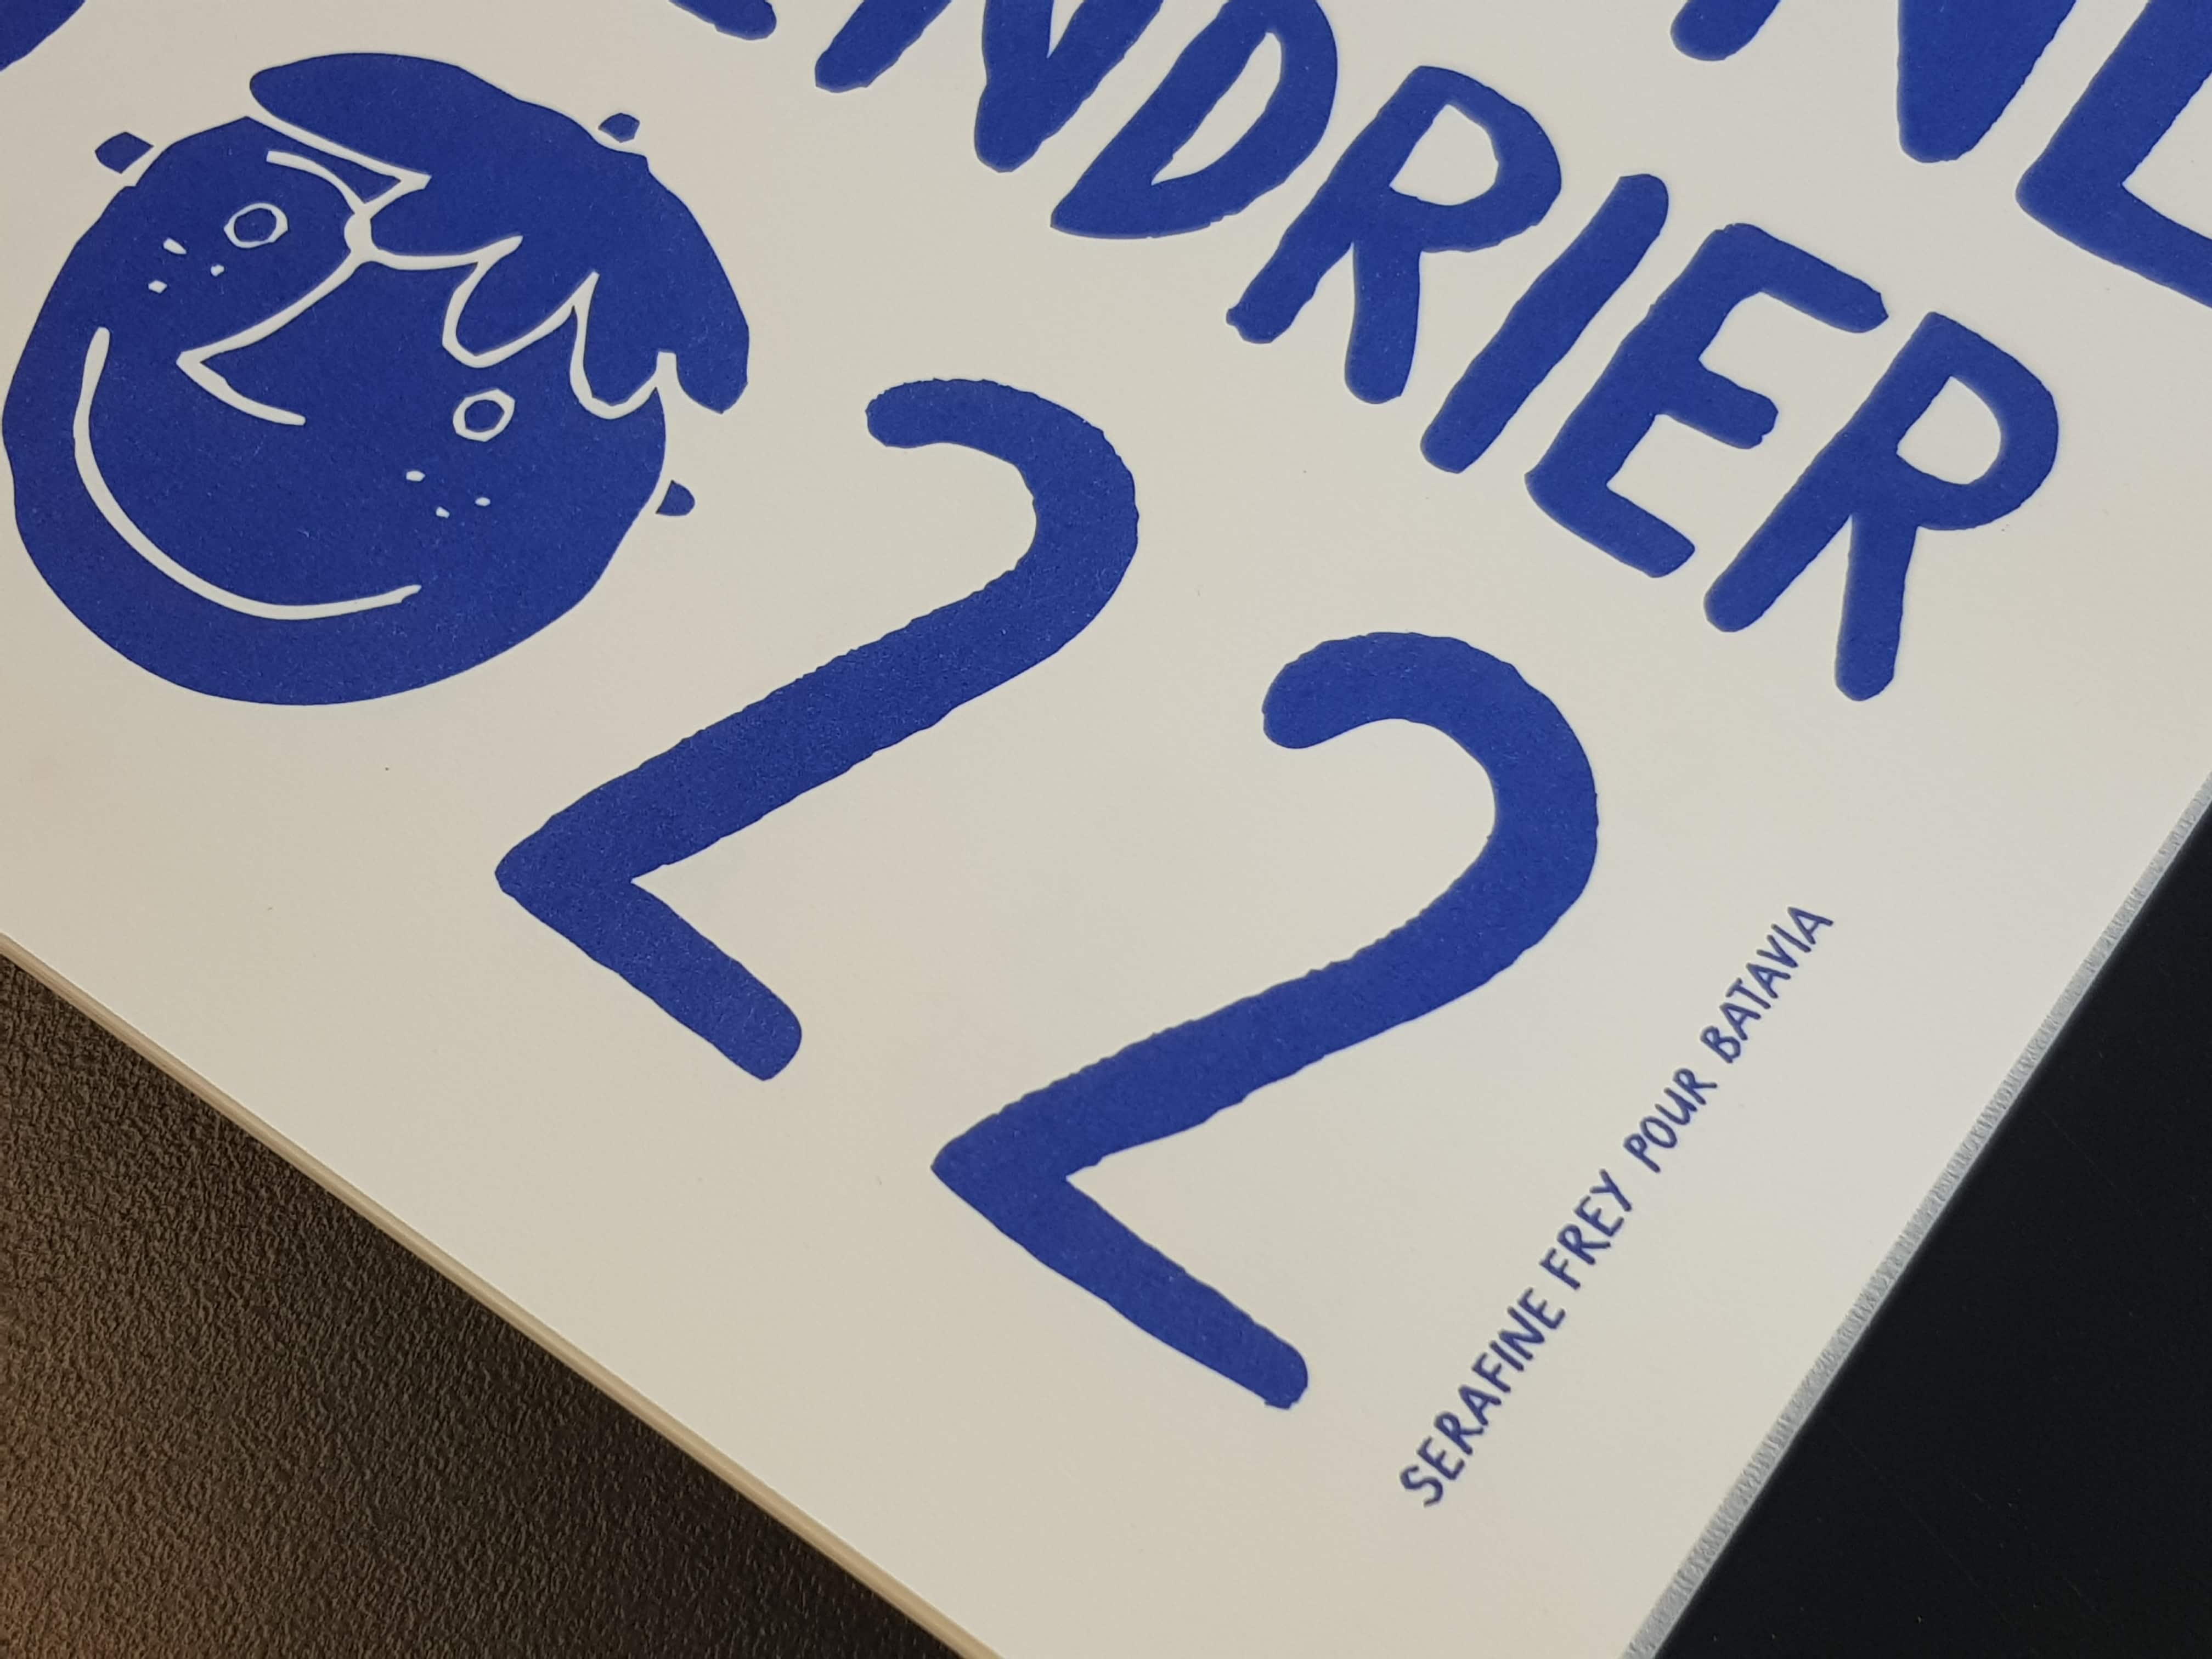 NDRIER
22
SERAFINE FREY POUR BATAVIA